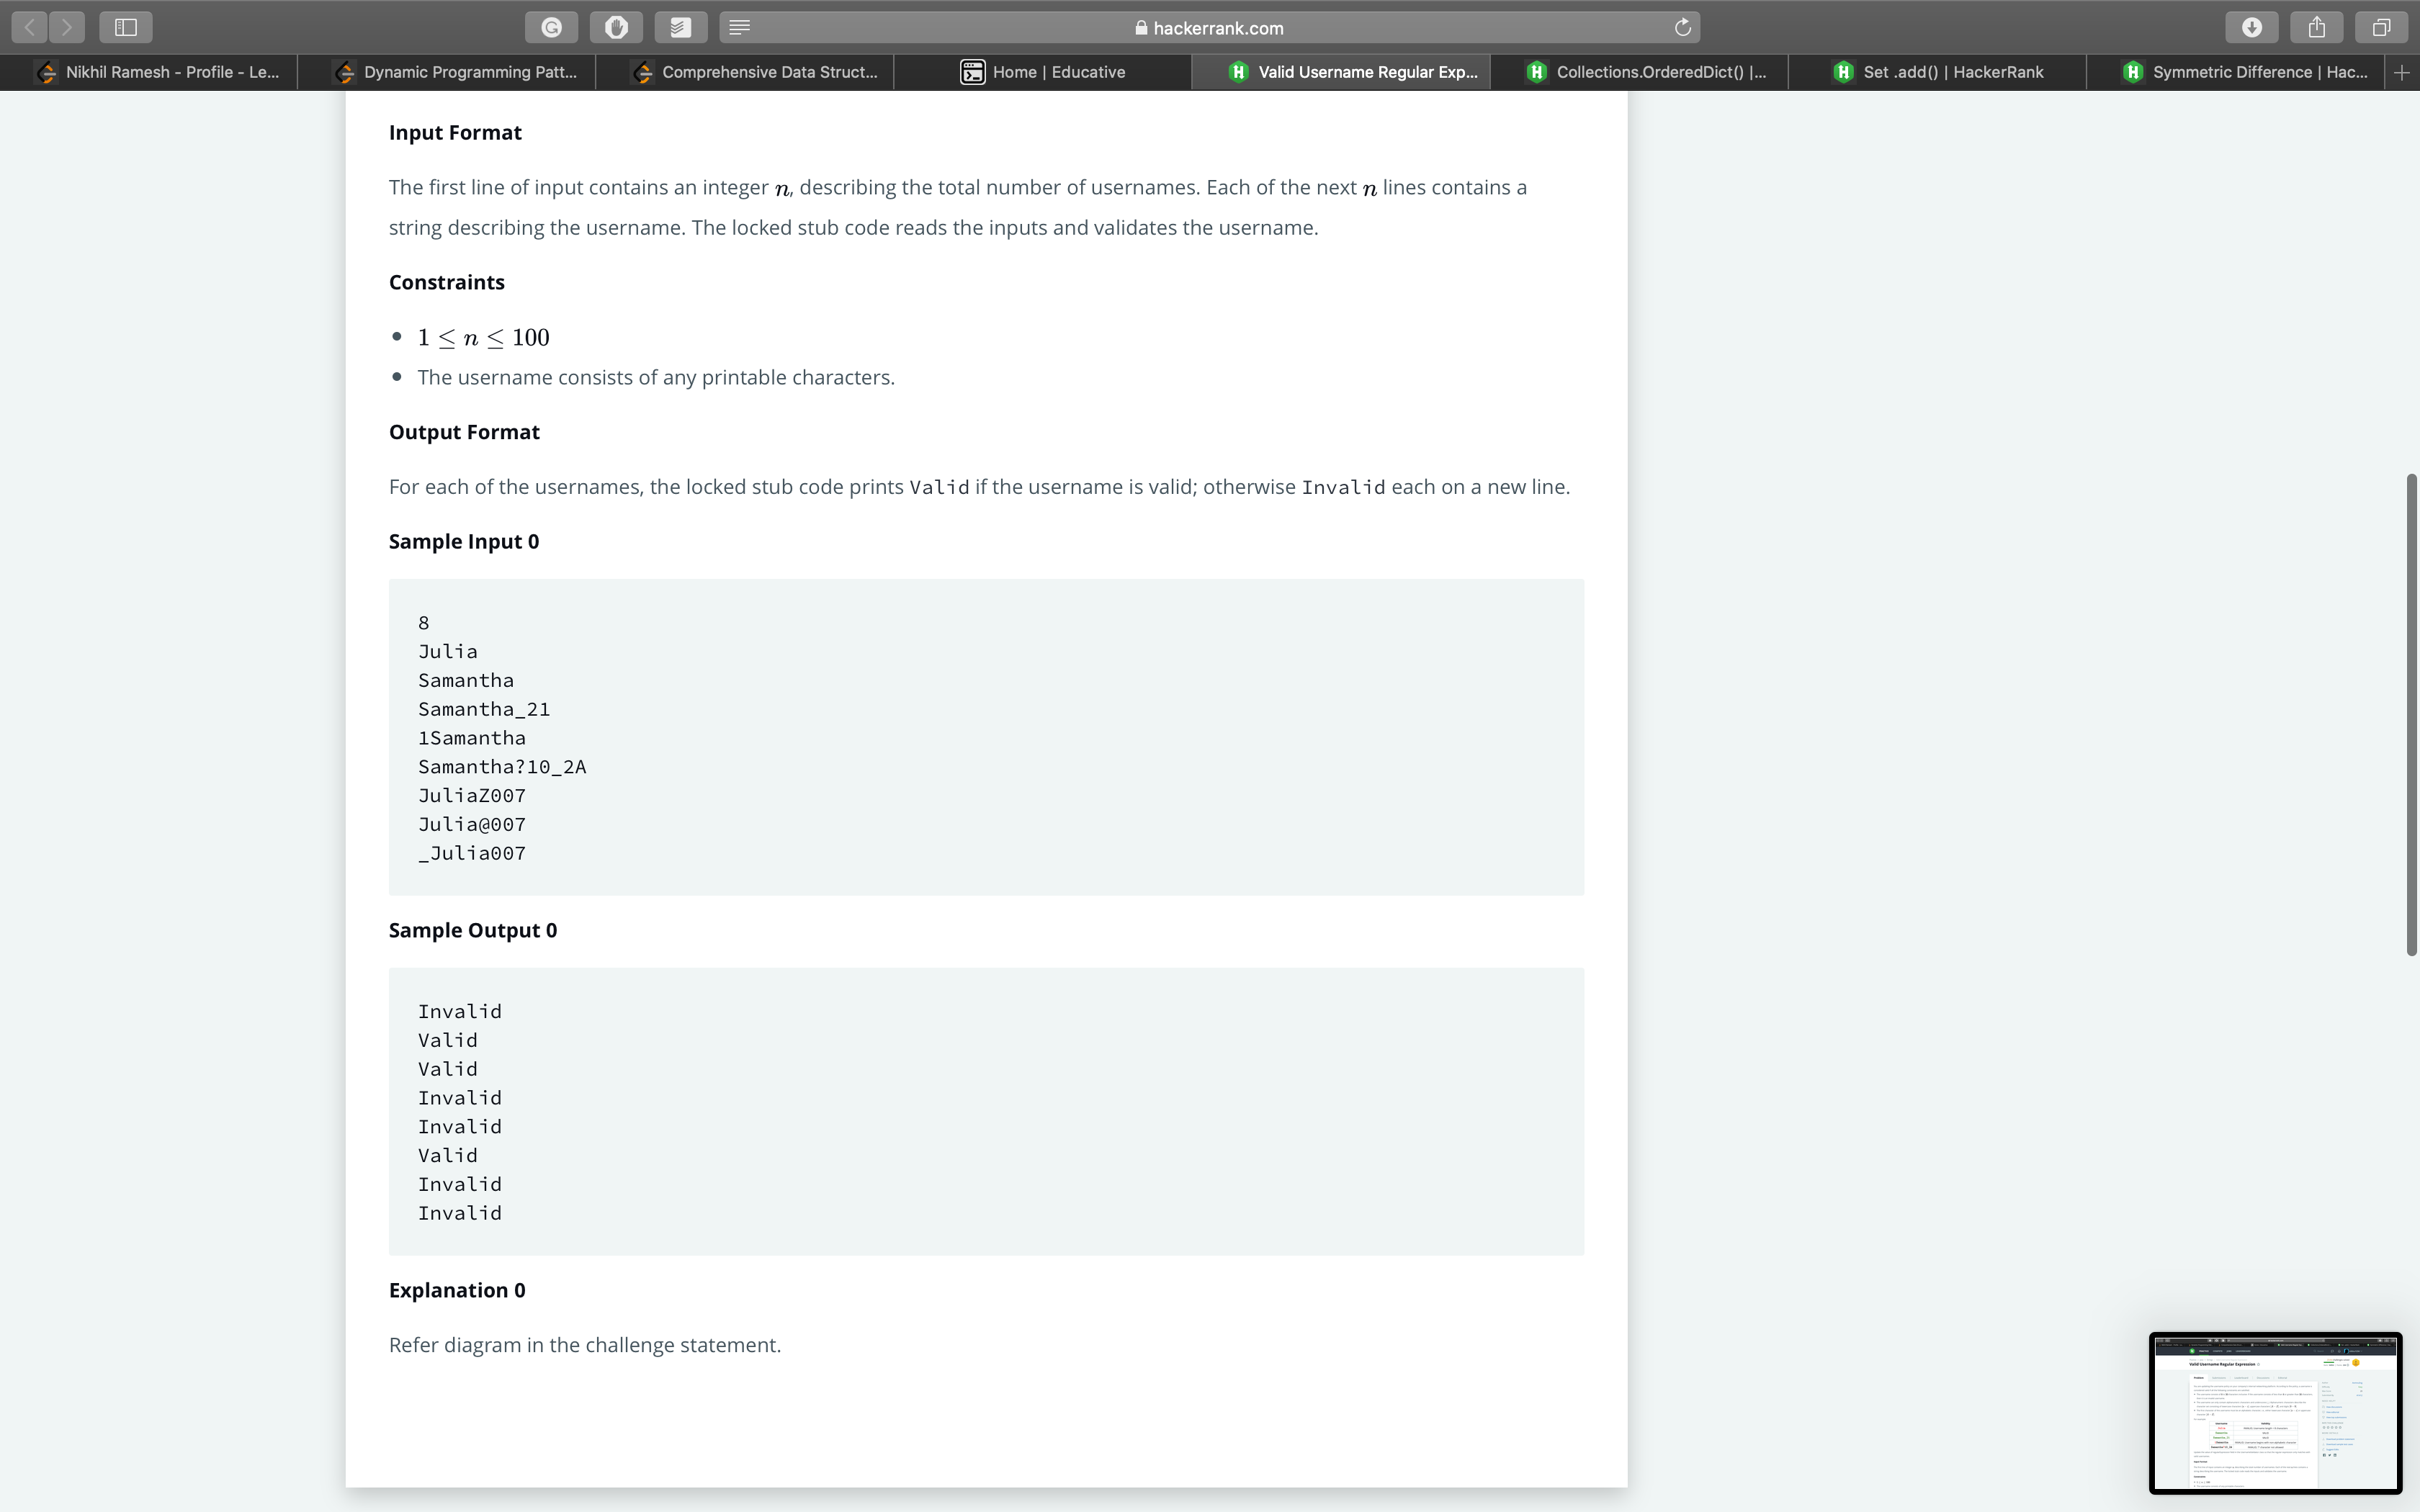 hackerrank.com
Nikhil Ramesh - Profile - Le...
Dynamic Programming Patt...
Comprehensive Data Struct...
Home | Educative
Valid Username Regular Exp...
Collections.OrderedDict() |...
Set .add() | HackerRank
Symmetric Difference | Hac...
Input Format
The first line of input contains an integer n, describing the total number of usernames. Each of the next n lines contains a
string describing the username. The locked stub code reads the inputs and validates the username.
Constraints
1 ≤ n ≤ 100
The username consists of any printable characters.
Output Format
For each of the usernames, the locked stub code prints Valid if the username is valid; otherwise Invalid each on a new line.
Sample Input 0
8
Julia
Samantha
Samantha_21
1Samantha
Samantha?10_2A
JuliaZ007
Julia@007
_Julia007
Sample Output 0
Invalid
Valid
Valid
Invalid
Invalid
Valid
Invalid
Invalid
Explanation 0
Refer diagram in the challenge statement.
Valid Username Regular Expression